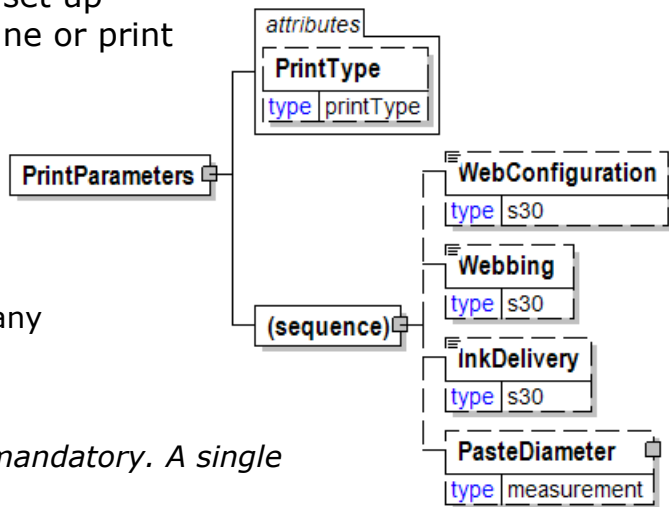 set up
ne or print
attributes
PrintType
type printType
PrintParameters
WebConfiguration
type s30
Webbing
type s30
any
(sequence)
InkDelivery
type s30
mandatory. A single
PasteDiameter
type measurement